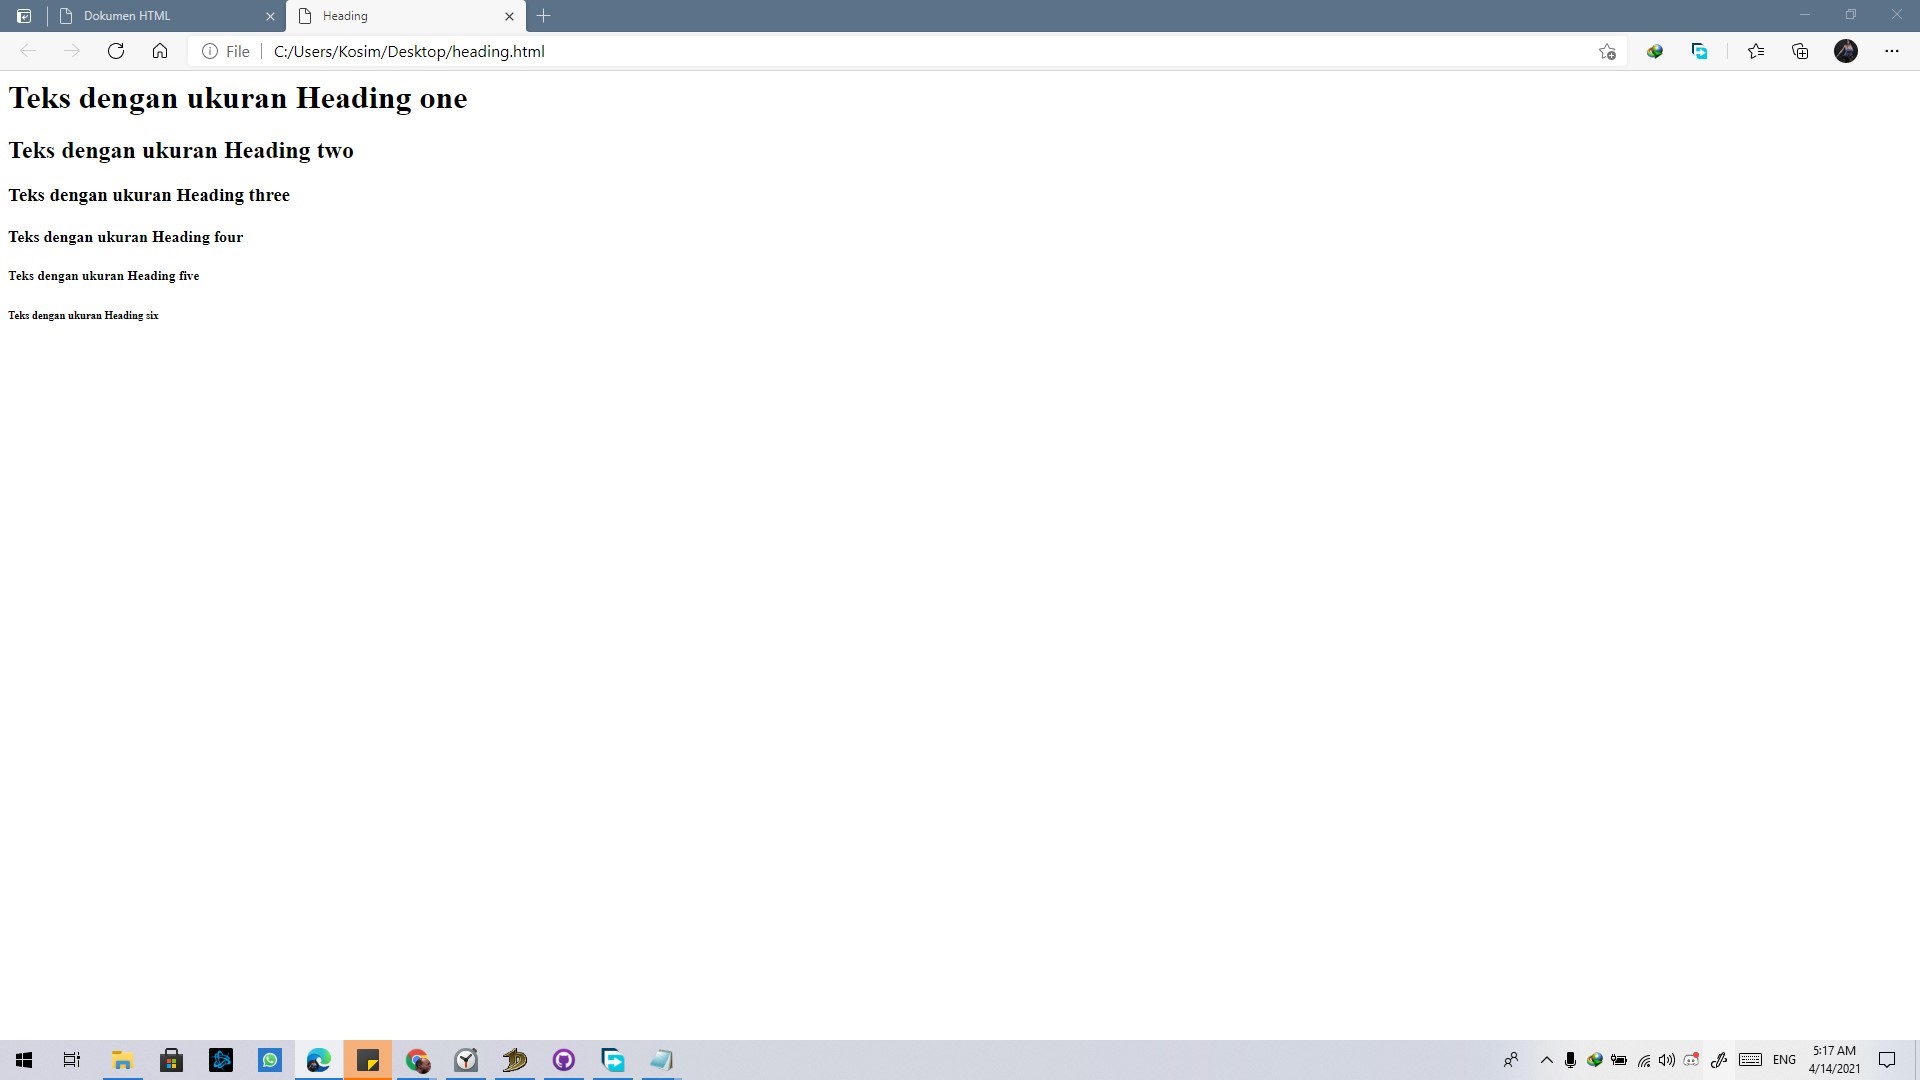 Dokumen HTML
Heading
File
C:/Users/Kosim/Desktop/heading.html
Teks dengan ukuran Heading one
Teks dengan ukuran Heading two
Teks dengan ukuran Heading three
Teks dengan ukuran Heading four
Teks dengan ukuran Heading five
Teks dengan ukuran Heading six
ENG
5:17 AM
4/14/2021